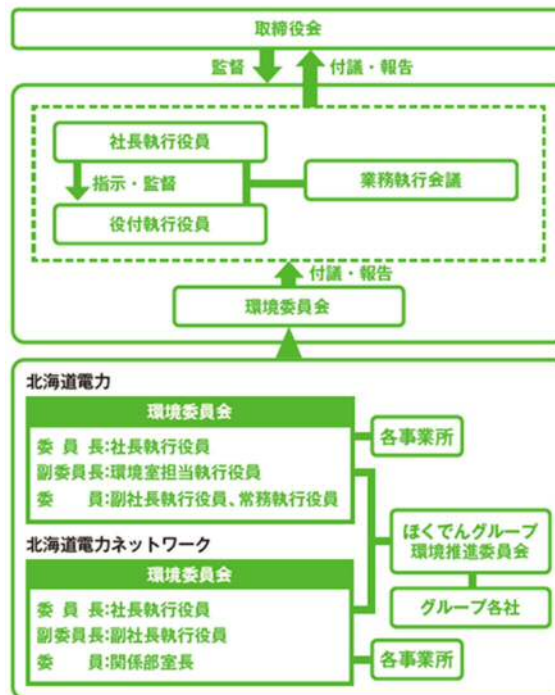 取締役会
監督
付議・報告
社長執行役員
指示・監督
業務執行会議
役付執行役員
付議・報告
環境委員会
北海道電力
環境委員会
委員長:社長執行役員
副委員長:環境室担当執行役員
委 員:副社長執行役員、常務執行役員
各事業所
ほくでんグループ
環境推進委員会
グループ各社
北海道電力ネットワーク
環境委員会
委員長:社長執行役員
副委員長:副社長執行役員
委 員:関係部室長
各事業所